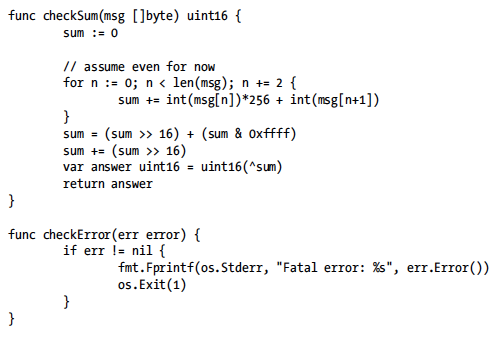 func checkSum(msg []byte) uint16 {
        sum := 0

        // assume even for now
        for n := 0; n < len(msg); n += 2 {
                sum += int(msg[n])*256 + int(msg[n+1])
        }
        sum = (sum >> 16) + (sum & 0xffff)
        sum += (sum >> 16)
        var answer uint16 = uint16(^sum)
        return answer
}

func checkError(err error) {
        if err != nil {
                fmt.Fprintf(os.Stderr, "Fatal error: %s", err.Error())
                os.Exit(1)
        }
}